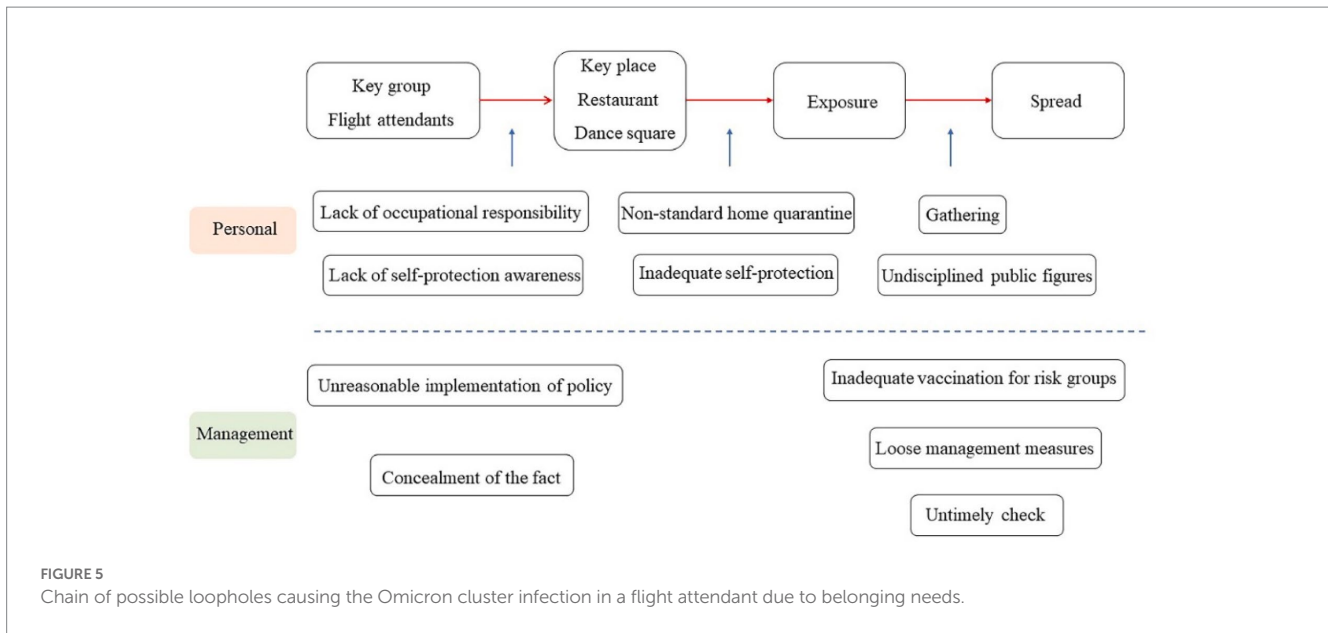 Key group
Flight attendants
Key place
Restaurant
Dance square
Exposure
Spread
Personal
Lack of occupational responsibility
Non-standard home quarantine
Gathering
Lack of self-protection awareness
Inadequate self-protection
Undisciplined public figures
Management
Unreasonable implementation of policy
Inadequate vaccination for risk groups
Loose management measures
Concealment of the fact
Untimely check
FIGURE 5
Chain of possible loopholes causing the Omicron cluster infection in a flight attendant due to belonging needs.